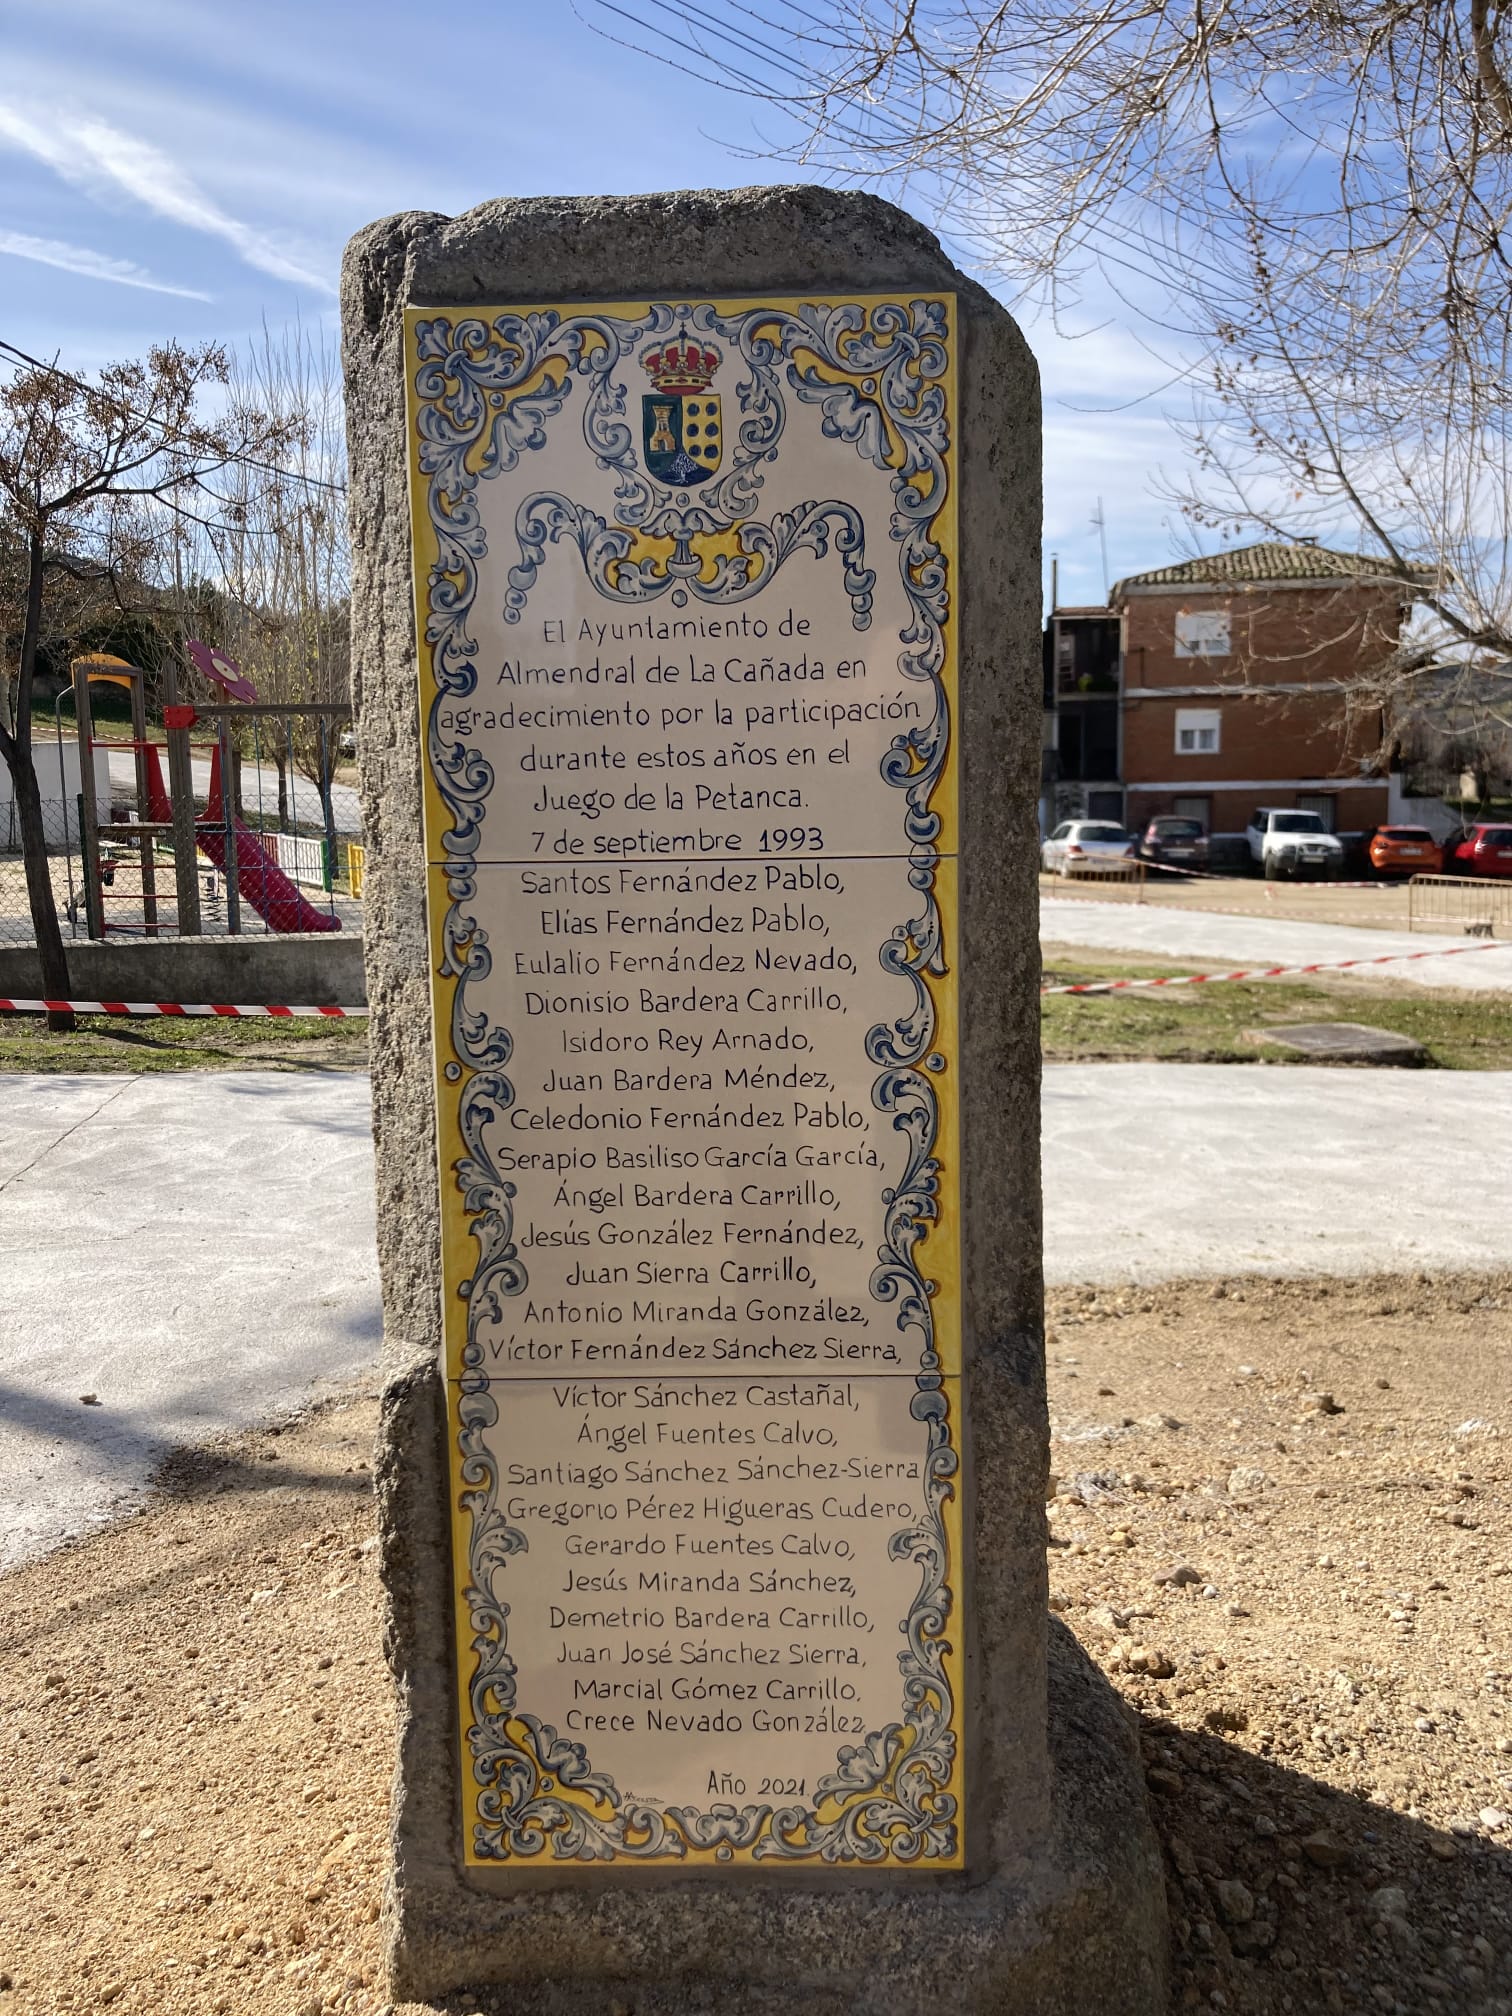 El Ayuntamiento de
Almendral de La Cañada en
agradecimiento por la participación
durante estos años en el
Juego de la Petanca.
7 de septiembre 1993
Santos Fernández Pablo,
Elías Fernández Pablo,
Eulalio Fernández Nevado,
Dionisio Bardera Carrillo,
Isidoro Rey Arnado,
Juan Bardera Méndez,
Celedonio Fernández Pablo,
Serapio Basiliso García García,
Ángel Bardera Carrillo,
Jesús González Fernández,
Juan Sierra Carrillo,
Antonio Miranda González,
Víctor Fernández Sánchez Sierra,
Víctor Sánchez Castañal,
Ángel Fuentes Calvo,
Santiago Sánchez Sánchez-Sierra
Gregorio Pérez Higueras Cudero,
Gerardo Fuentes Calvo,
Jesús Miranda Sánchez,
Demetrio Bardera Carrillo,
Juan José Sánchez Sierra,
Marcial Gómez Carrillo.
Crece Nevado González.
Año 2021.